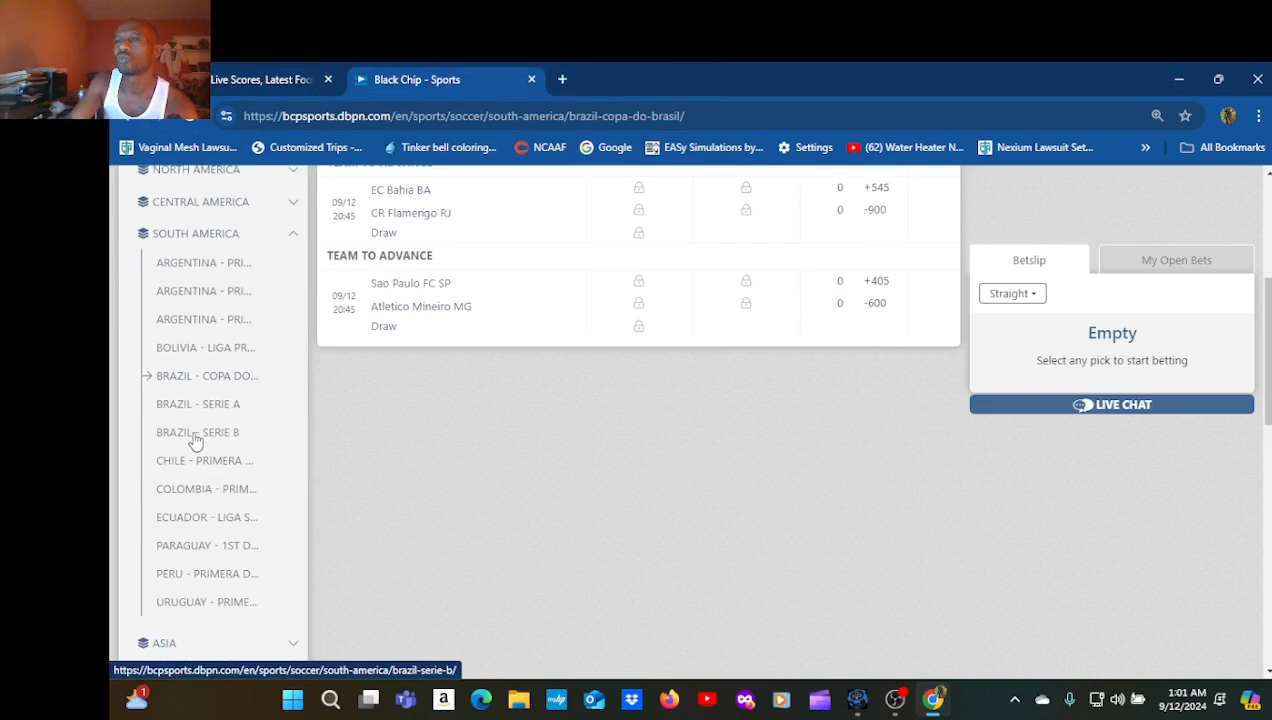 Live Scores, Latest Foo
Black Chip - Sports
https://bcpsports.dbpn.com/en/sports/soccer/south-america/brazil-copa-do-brasil/
Vaginal Mesh Lawsu...
Customized Trips -...
Tinker bell coloring...
NCAAF
Google
EASy Simulations by...
Settings
(62) Water Heater N...
Nexium Lawsuit Set...
»
All Bookmarks
NORTH AMERICA
CENTRAL AMERICA
SOUTH AMERICA
ARGENTINA - PRI...
ARGENTINA - PRI...
ARGENTINA - PRI...
BOLIVIA - LIGA PR...
BRAZIL - COPA DO...
BRAZIL - SERIE A
BRAZIL - SERIE B
CHILE - PRIMERA ...
COLOMBIA - PRIM...
ECUADOR - LIGA S...
PARAGUAY - 1ST D...
PERU - PRIMERA D...
URUGUAY - PRIME...
ASIA
EC Bahia BA 0 +545
09/12
20:45
CR Flamengo RJ 0 -900
Draw
TEAM TO ADVANCE
Sao Paulo FC SP 0 +405
09/12
20:45
Atletico Mineiro MG 0 -600
Draw
Betslip
My Open Bets
Straight
Empty
Select any pick to start betting
LIVE CHAT
https://bcpsports.dbpn.com/en/sports/soccer/south-america/brazil-serie-b/
1
1:01 AM
9/12/2024